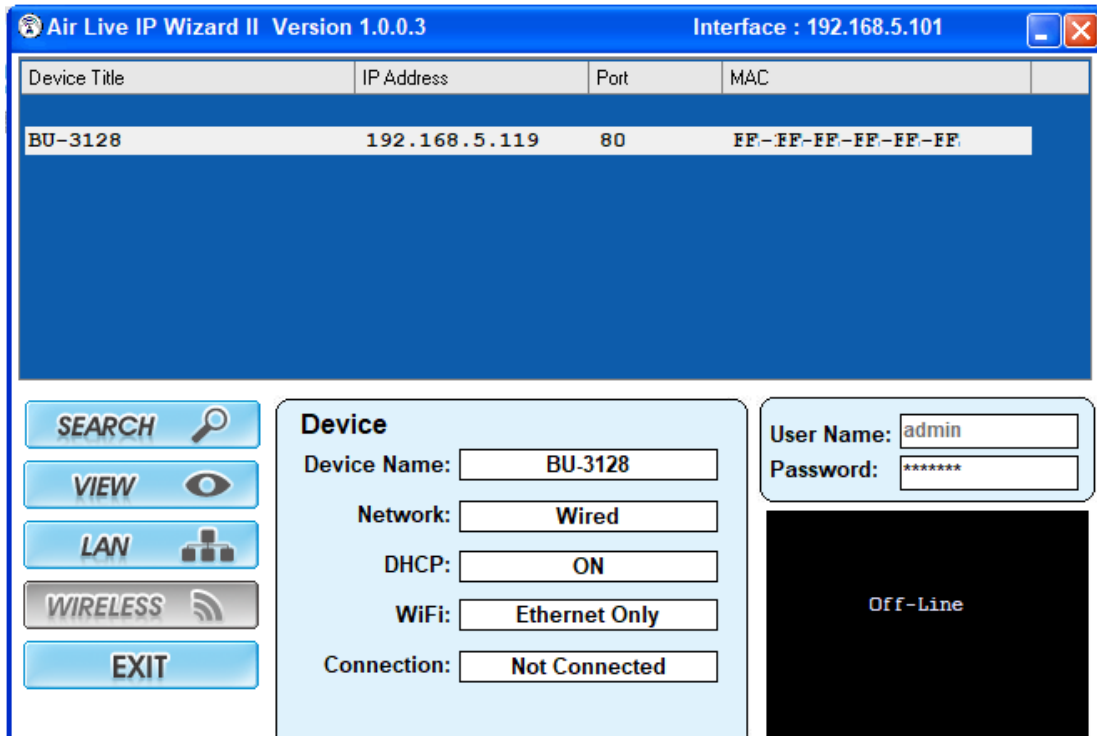 Air Live IP Wizard II Version 1.0.0.3 Interface : 192.168.5.101
Device Title IP Address Port MAC
BU-3128 192.168.5.119 80 FF-FF-FF-FF-FF-FF
SEARCH
VIEW
LAN
WIRELESS
EXIT
Device
Device Name: BU-3128
Network: Wired
DHCP: ON
WiFi: Ethernet Only
Connection: Not Connected
User Name: admin
Password: *******
Off-Line